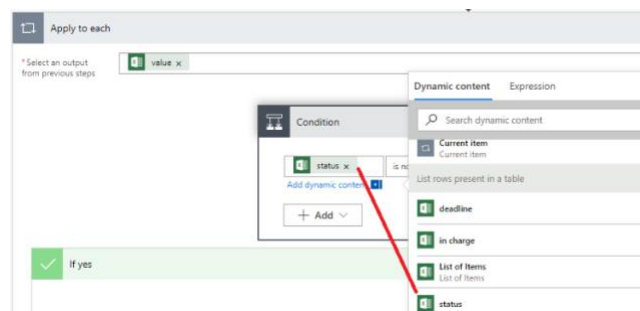 Apply to each
* Select an output
from previous steps
value ×
Dynamic content Expression
Search dynamic content
Condition
Current item
Current item
status ×
is no
List rows present in a table
Add dynamic content
deadline
+ Add
in charge
If yes
List of Items
List of Items
status